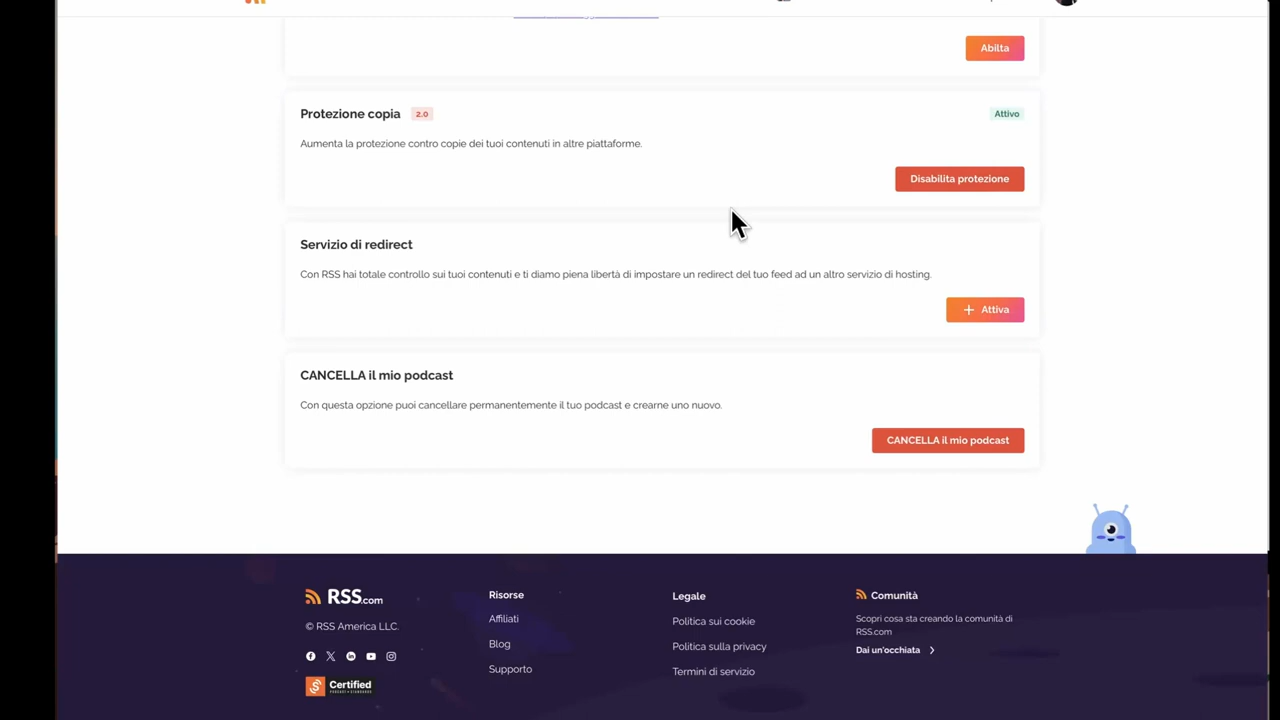 Abilta
Protezione copia 2.0 Attivo
Aumenta la protezione contro copie dei tuoi contenuti in altre piattaforme.
Disabilita protezione
Servizio di redirect
Con RSS hai totale controllo sui tuoi contenuti e ti diamo piena libertà di impostare un redirect del tuo feed ad un altro servizio di hosting.
+ Attiva
CANCELLA il mio podcast
Con questa opzione puoi cancellare permanentemente il tuo podcast e crearne uno nuovo.
CANCELLA il mio podcast
RSS.com
© RSS America LLC.
Certified
Risorse
Affiliati
Blog
Supporto
Legale
Politica sui cookie
Politica sulla privacy
Termini di servizio
Comunità
Scopri cosa sta creando la comunità di
RSS.com
Dai un'occhiata